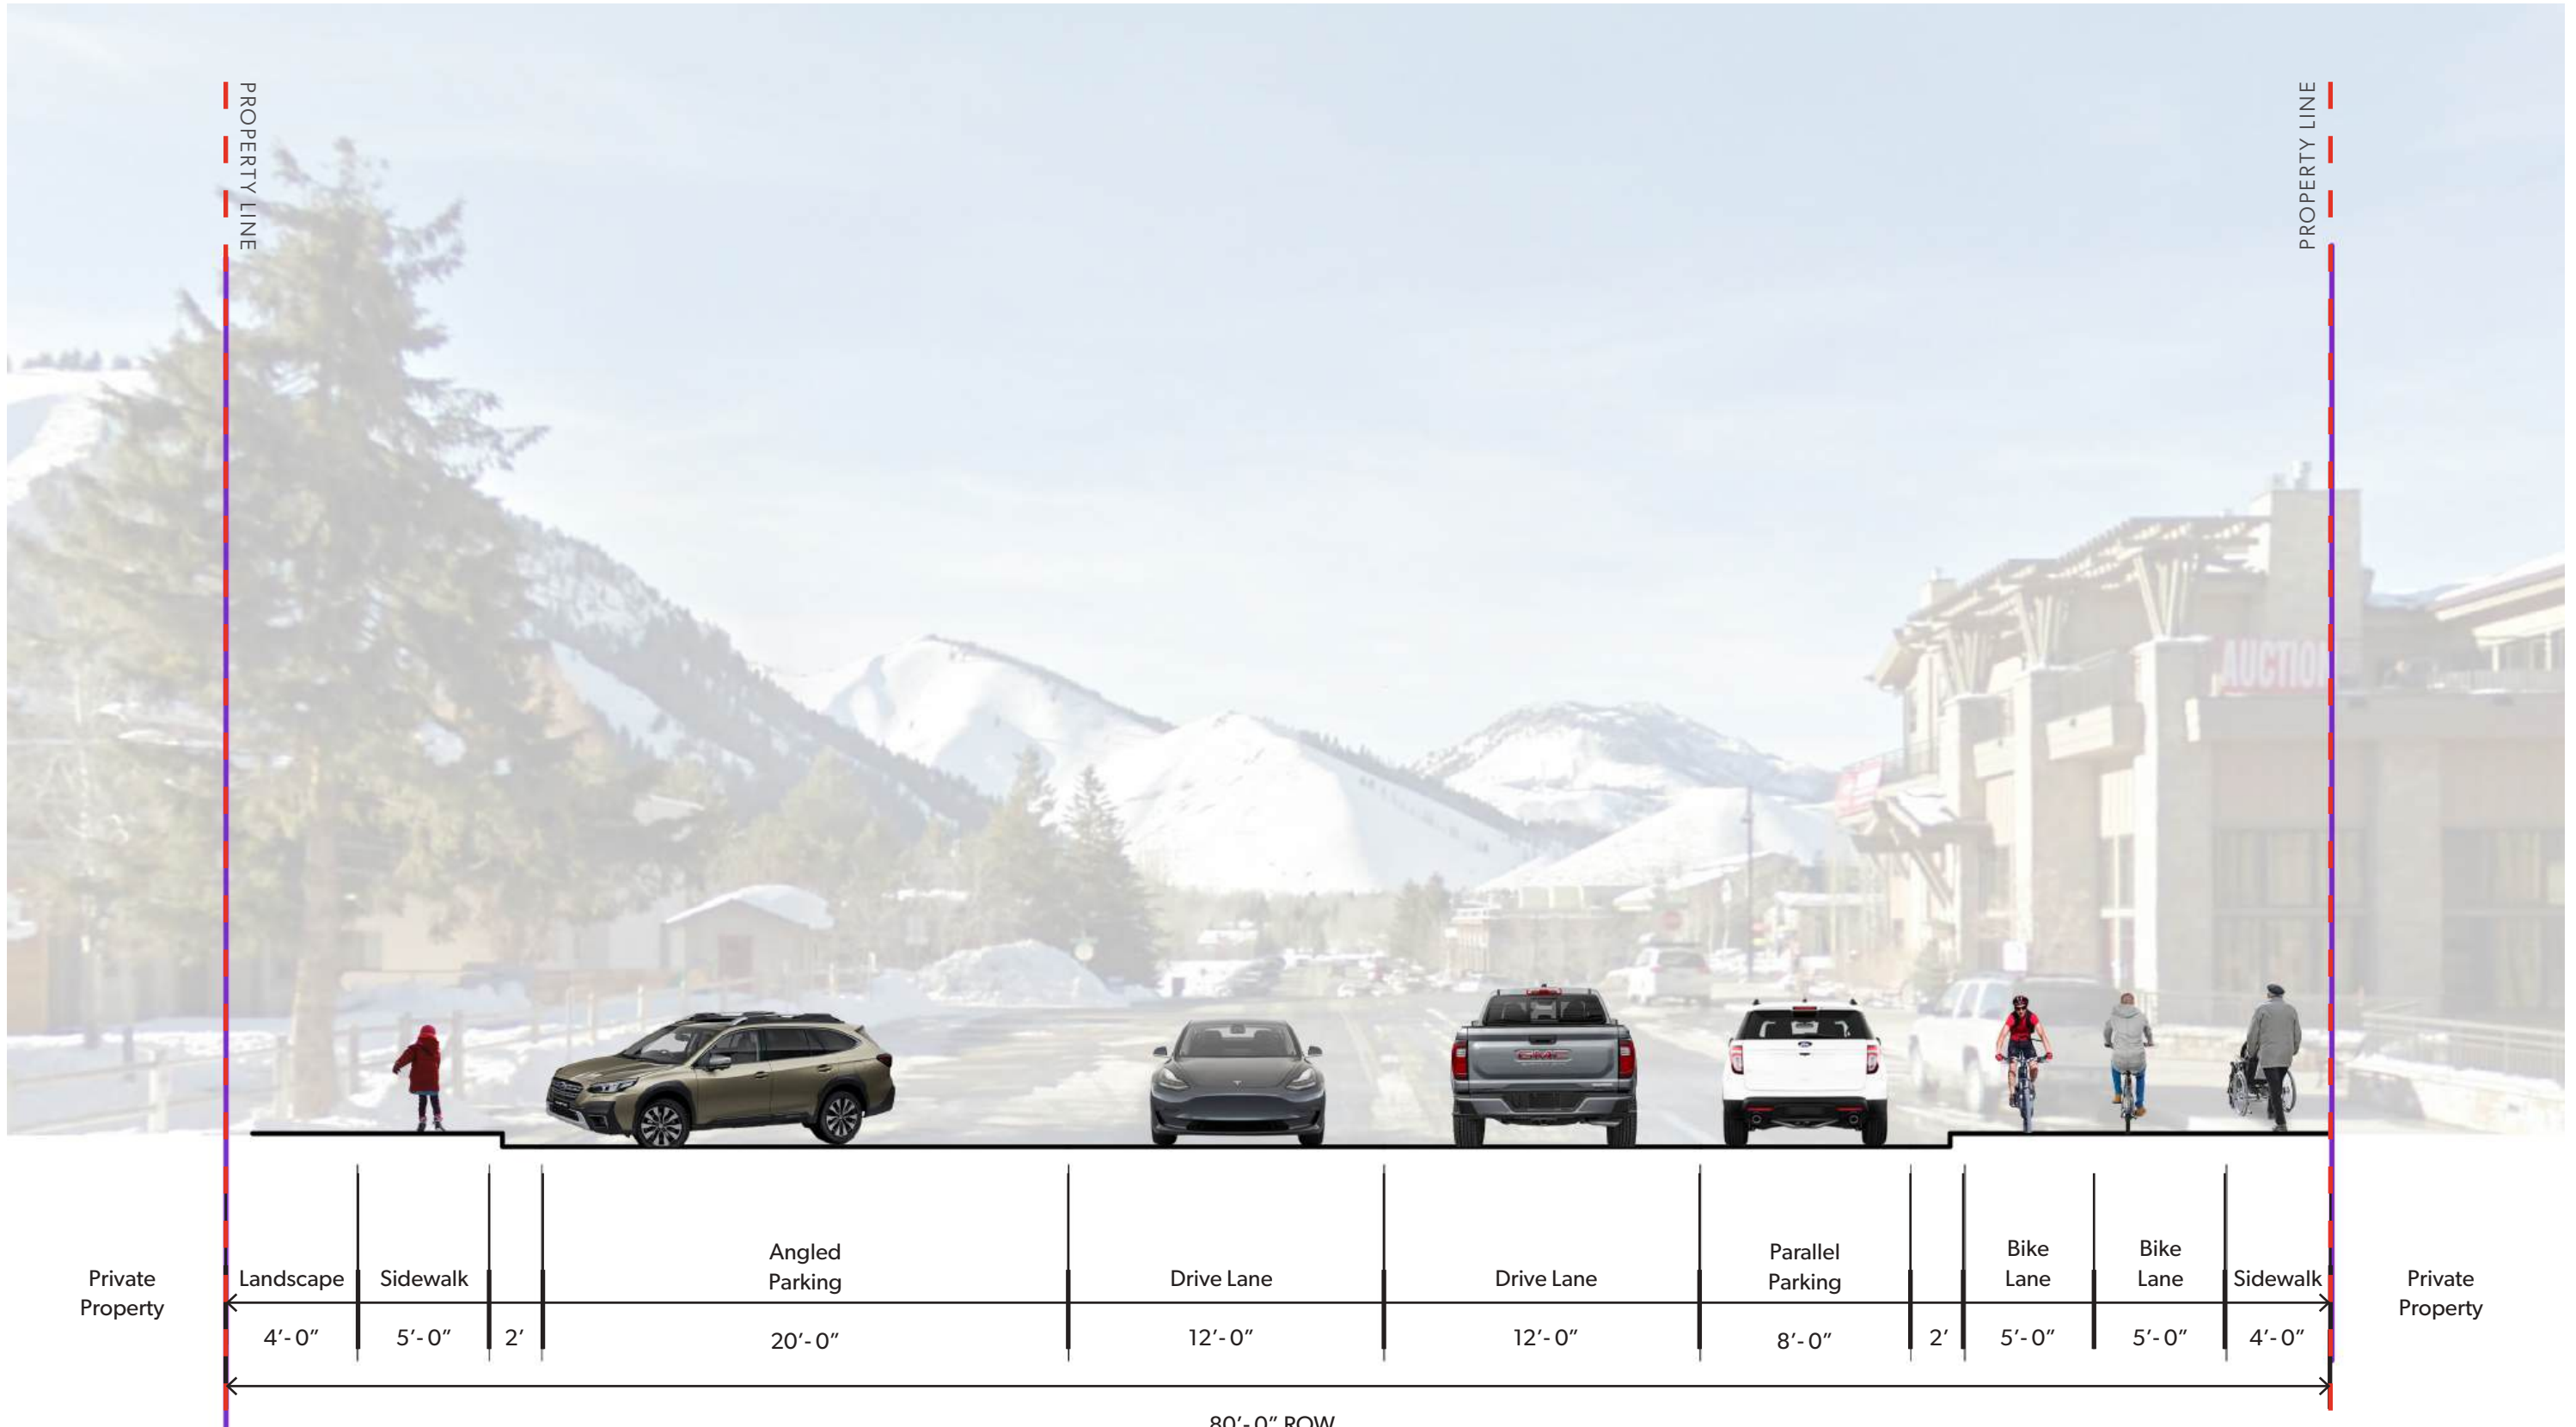 PROPERTY LINE
PROPERTY LINE
AUCTION
GMC
Private
Property
Landscape
Sidewalk
Angled
Parking
Drive Lane
Drive Lane
Parallel
Parking
Bike
Lane
Bike
Lane
Sidewalk
Private
Property
4'-0"
5'-0"
2'
20'-0"
12'-0"
12'-0"
8'-0"
2'
5'-0"
5'-0"
4'-0"
80'-0" ROW